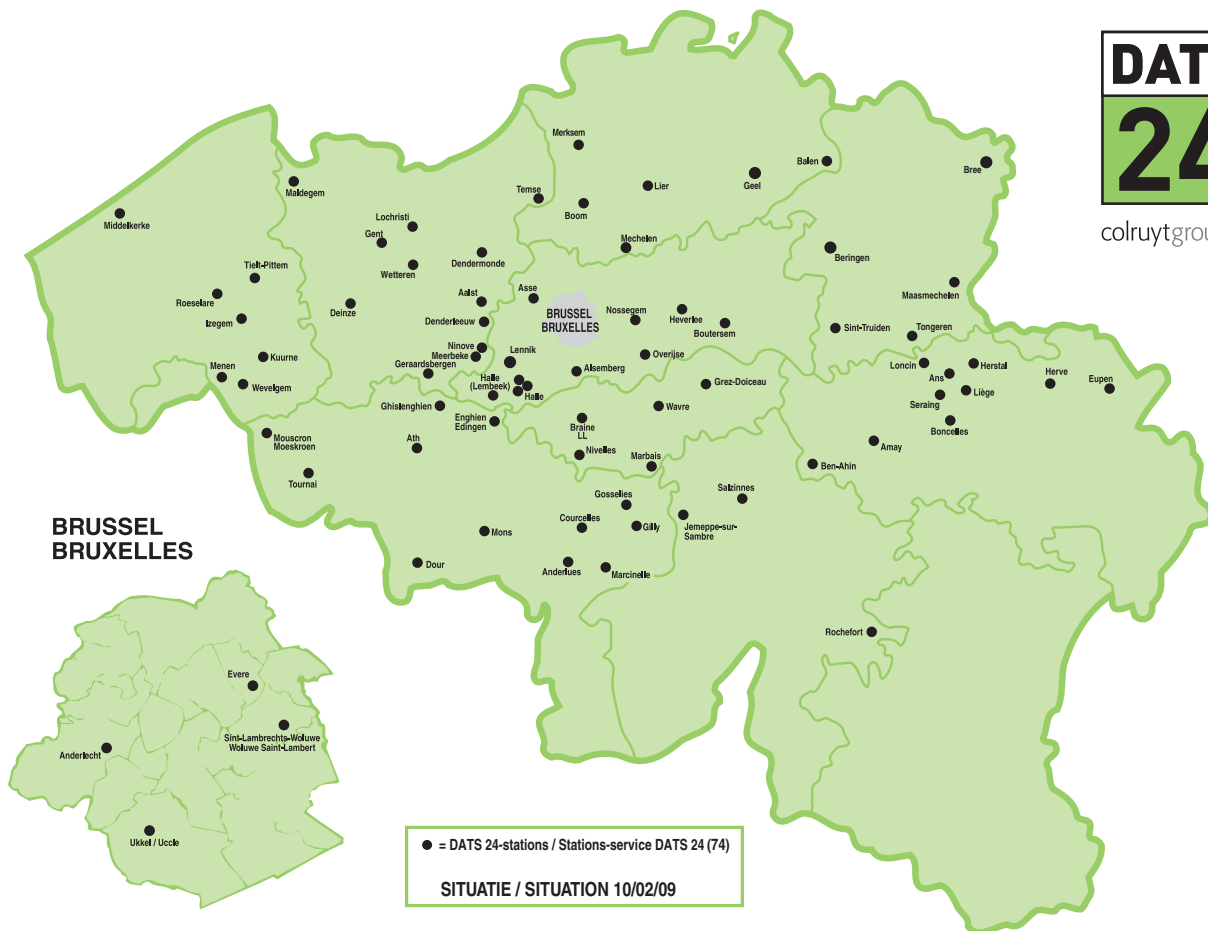 DAT
24
colruytgrou
Merksem
Balen
Bree
Maldegem
Temse
Lier
Geel
Middelkerke
Lochristi
Boom
Gent
Mechelen
Tielt-Pittem
Wetteren
Dendermonde
Beringen
Roeselare
Aalst
Asse
Maasmechelen
Izegem
Deinze
Denderleeuw
BRUSSEL
BRUXELLES
Nossegem
Heverlee
Boutersem
Sint-Truiden
Tongeren
Kuurne
Ninove
Meerbeke
Lennik
Overijse
Menen
Geraardsbergen
Alsemberg
Loncin
Herstal
Herve
Eupen
Wevelgem
Halle
(Lembeek)
Halle
Grez-Doiceau
Ans
Liège
Seraing
Ghislenghien
Enghien
Edingen
Braine
LL
Wavre
Boncelles
Mouscron
Moeskroen
Ath
Nivelles
Marbais
Amay
Ben-Ahin
Tournai
Gosselies
Salzinnes
Courcelles
Gilly
Jemeppe-sur-
Sambre
Mons
Dour
Anderlues
Marcinelle
Rochefort
BRUSSEL
BRUXELLES
Evere
Sint-Lambrechts-Woluwe
Woluwe Saint-Lambert
Anderlecht
Ukkel / Uccle
= DATS 24-stations / Stations-service DATS 24 (74)
SITUATIE / SITUATION 10/02/09